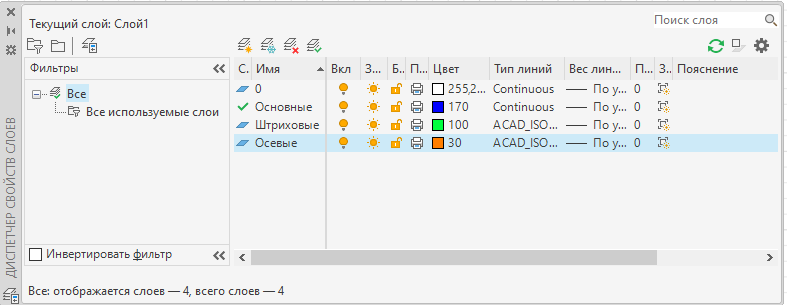 Текущий слой: Слой1
Поиск слоя
Фильтры
Все
Все используемые слои
Инвертировать фильтр
С. Имя Вкл З... Б.. П... Цвет Тип линий Вес лин... П... З.. Пояснение
0 255,2... Continuous По у... 0
Основные 170 Continuous По у... 0
Штриховые 100 ACAD_ISO... По у... 0
Осевые 30 ACAD_ISO... По у... 0
Все: отображается слоев — 4, всего слоев — 4
ДИСПЕТЧЕР СВОЙСТВ СЛОЕВ